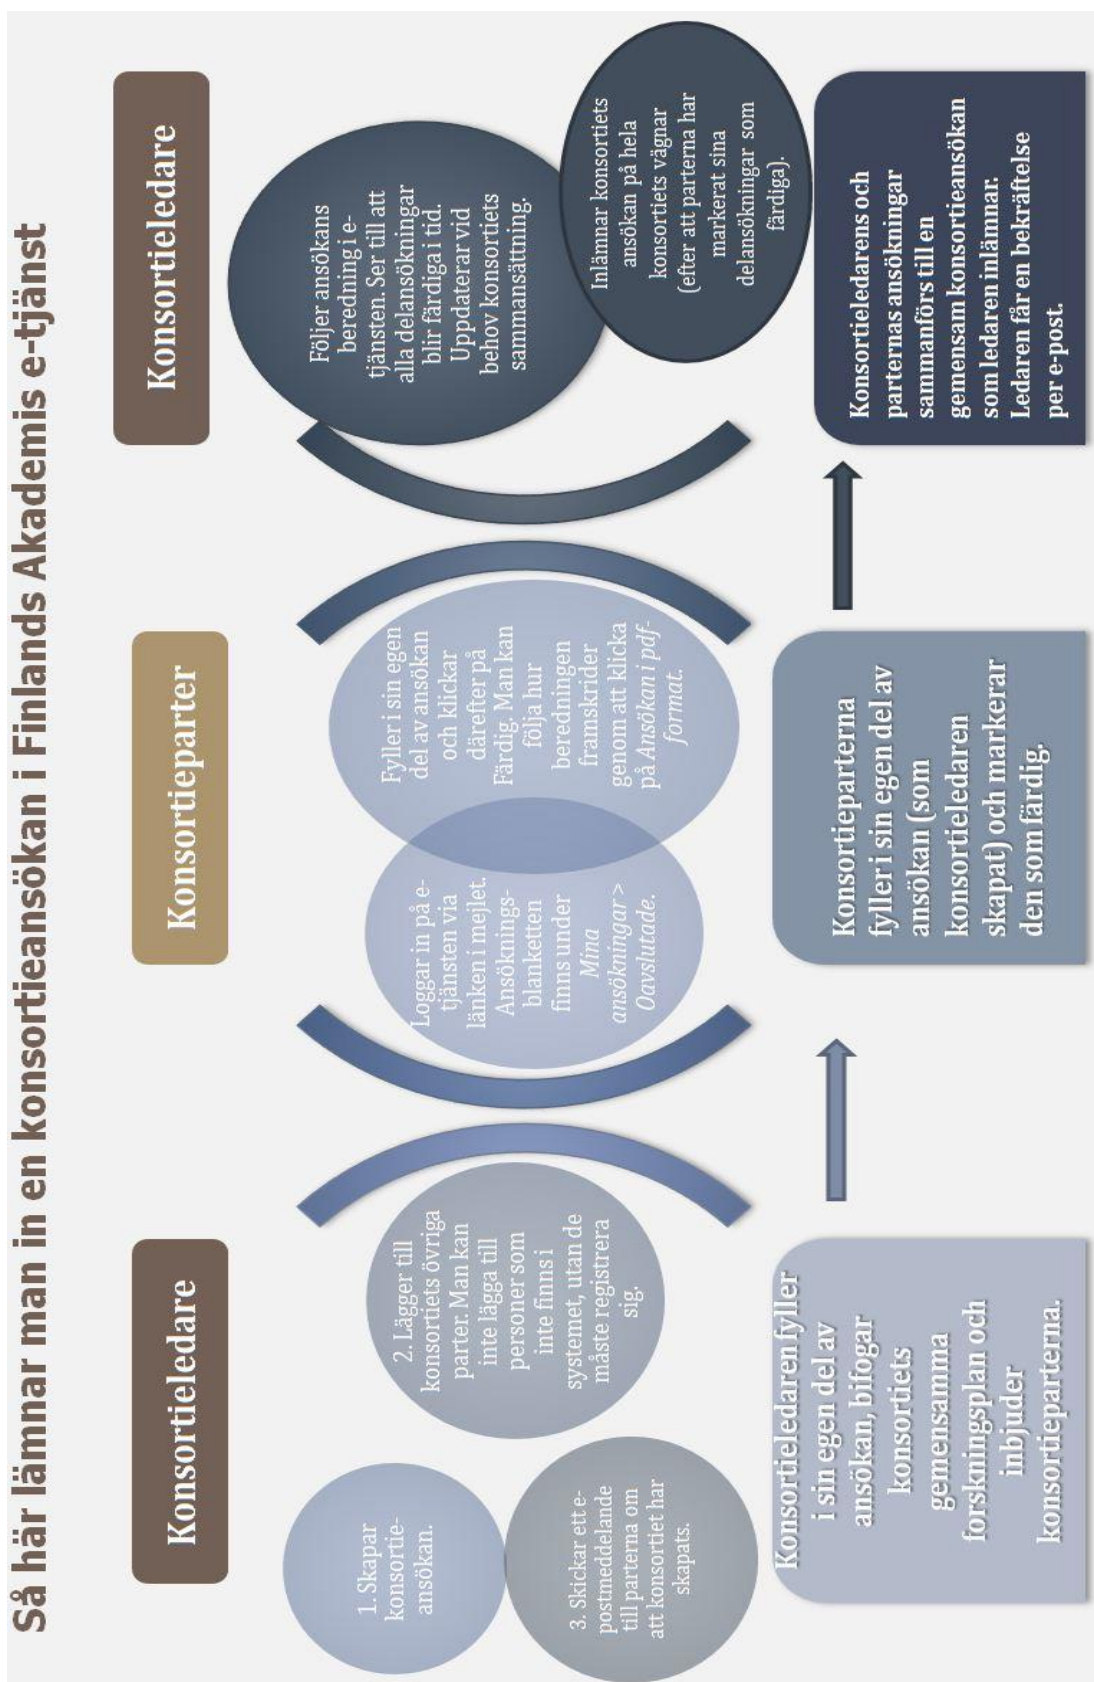 Så här lämnar man in en konsortieansökan i Finlands Akademis e-tjänst
Konsortieledare
1. Skapar
konsortie-
ansökan.
2. Lägger till
konsortiets övriga
parter. Man kan
inte lägga till
personer som
inte finns i
systemet, utan de
måste registrera
sig.
3. Skickar ett e-
postmeddelande
till parterna om
att konsortiet har
skapats.
Konsortieledaren fyller
i sin egen del av
ansökan, bifogar
konsortiets
gemensamma
forskningsplan och
inbjuder
konsortieparterna.
Konsortieparter
Loggar in på e-
tjänsten via
länken i mejlet.
Ansöknings-
blanketten
finns under
Mina
ansökningar >
Oavslutade.
Fyller i sin egen
del av ansökan
och klickar
därefter på
Färdig. Man kan
följa hur
beredningen
framskrider
genom att klicka
på Ansökan i pdf-
format.
Konsortieparterna
fyller i sin egen del av
ansökan (som
konsortieledaren
skapat) och markerar
den som färdig.
Konsortieledare
Följer ansökans
beredning i e-
tjänsten. Ser till att
alla delansökningar
blir färdiga i tid.
Uppdaterar vid
behov konsortiets
sammansättning.
Inlämnar konsortiets
ansökan på hela
konsortiets vägnar
(efter att parterna har
markerat sina
delansökningar som
färdiga).
Konsortieledarens och
parternas ansökningar
sammanförs till en
gemensam konsortieansökan
som ledaren inlämnar.
Ledaren får en bekräftelse
per e-post.